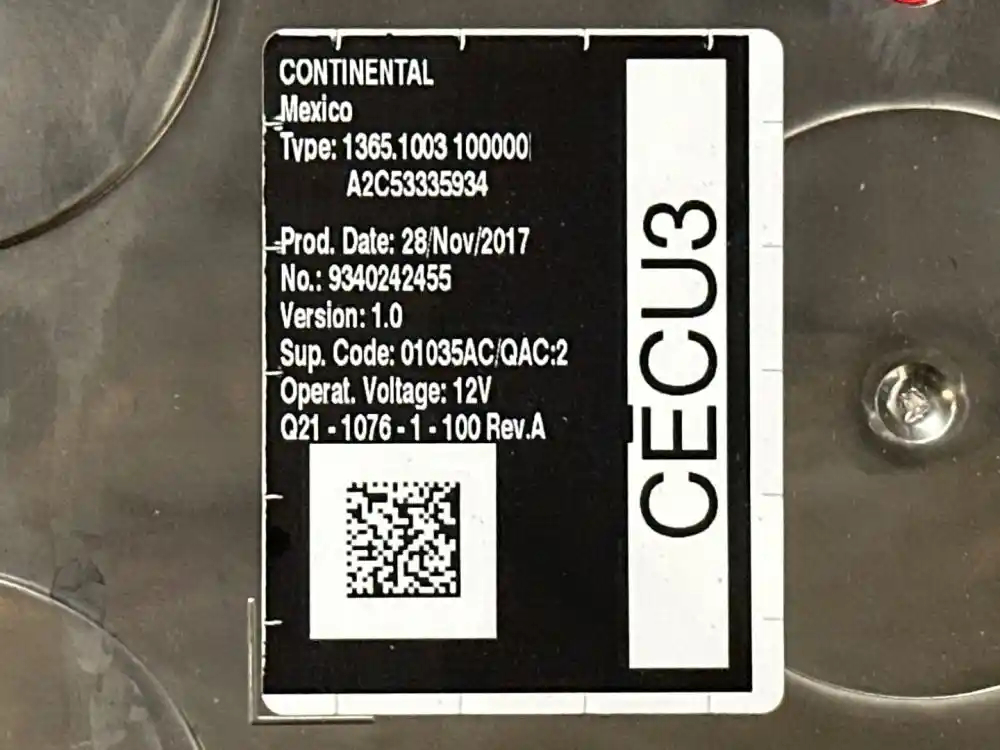 CONTINENTAL
Mexico
Type: 1365.1003 100000
A2C53335934
Prod. Date: 28/Nov/2017
No.: 9340242455
Version: 1.0
Sup. Code: 01035AC/QAC:2
Operat. Voltage: 12V
Q21 - 1076 - 1 - 100 Rev.A
CECU3